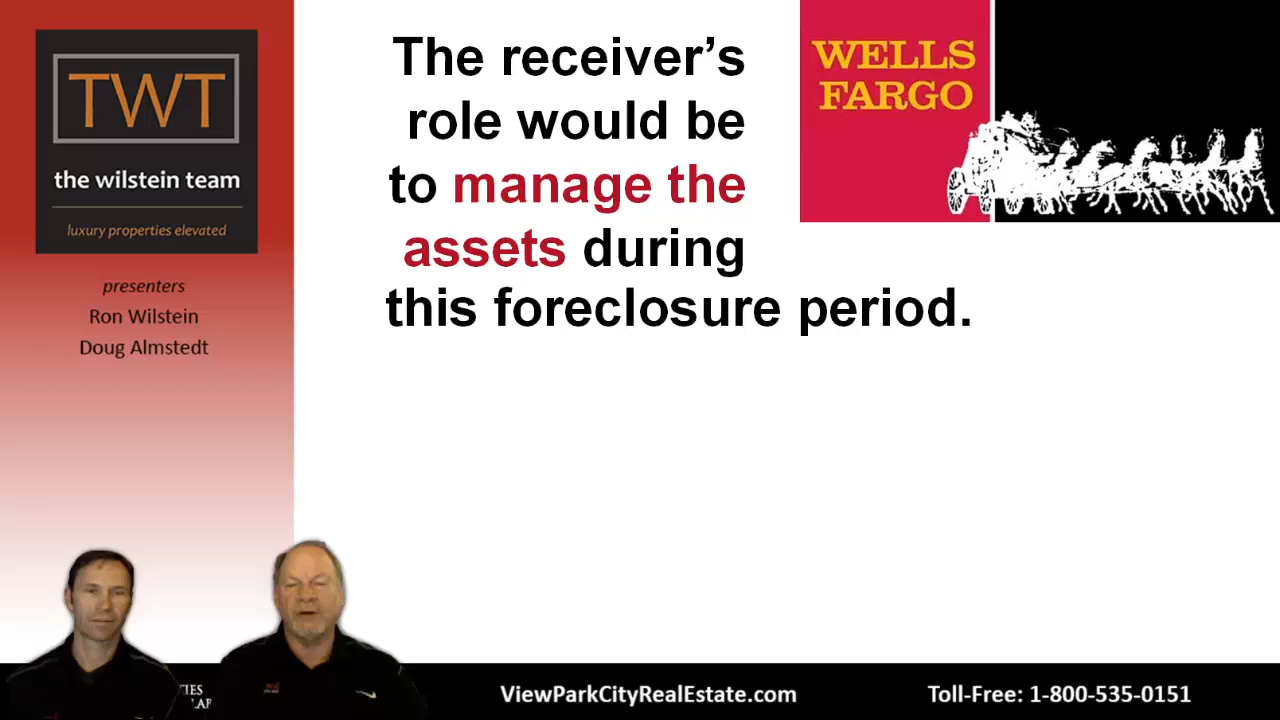 TWT
the wilstein team
luxury properties elevated
presenters
Ron Wilstein
Doug Almstedt
The receiver's
role would be
to manage the
assets during
this foreclosure period.
WELLS
FARGO
ViewParkCityRealEstate.com
Toll-Free: 1-800-535-0151